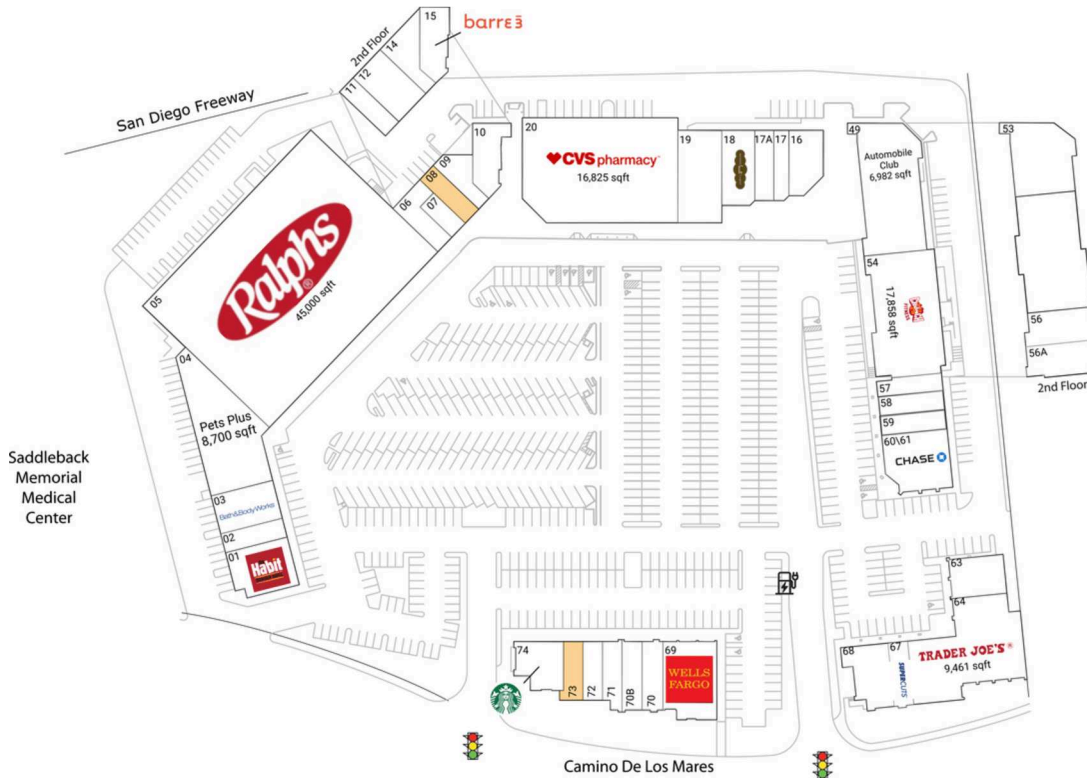 15
barre3
2nd Floor
14
12
11
San Diego Freeway
10
09
08
07
06
20
CVS pharmacy
16,825 sqft
19
18
17A
17
16
49
Automobile
Club
6,982 sqft
53
Ralphs
45,000 sqft
05
54
17,858 sqft
56
56A
2nd Floor
04
Pets Plus
8,700 sqft
57
58
59
60\61
CHASE
Saddleback
Memorial
Medical
Center
03
Bath & Body Works
02
01
The
Habit
63
64
TRADER JOE'S
9,461 sqft
68
67
SUPERCUTS
74
73
72
71
70B
70
69
WELLS
FARGO
Camino De Los Mares